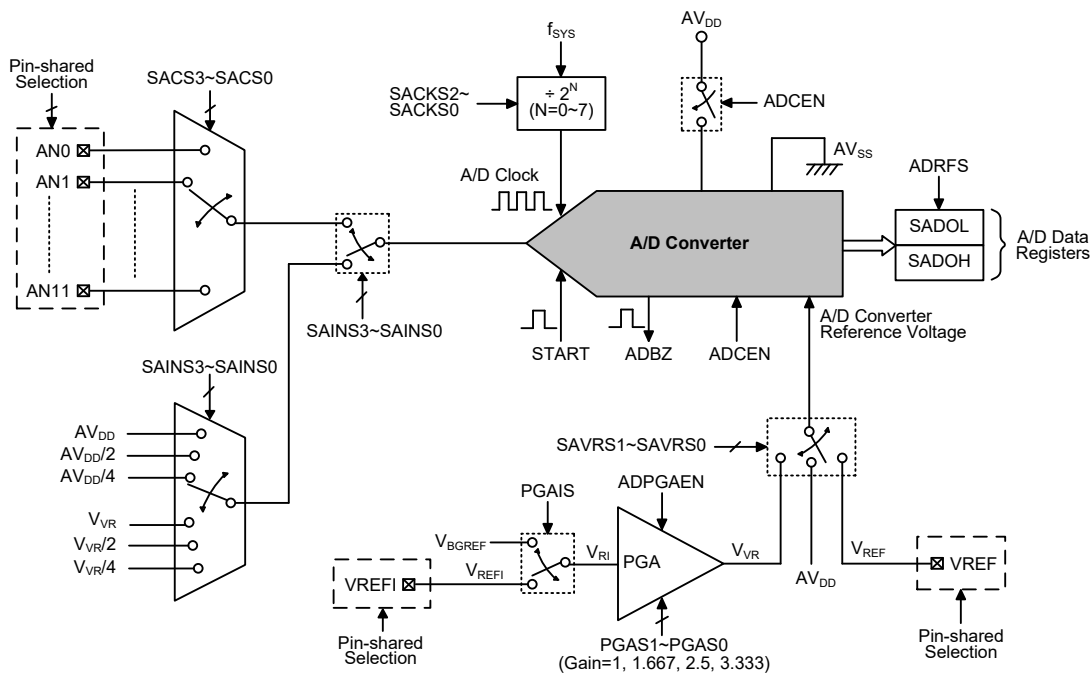 Pin-shared
Selection
SACS3~SACS0
AN0
AN1
AN11
SAINS3~SAINS0
SAINS3~SAINS0
AVDD
AVDD/2
AVDD/4
VVR
VVR/2
VVR/4
fSYS
SACKS2~
SACKS0
÷ 2^N
(N=0~7)
A/D Clock
AVDD
ADCEN
AVSS
A/D Converter
START
ADBZ
ADCEN
A/D Converter
Reference Voltage
ADRFS
SADOL
SADOH
A/D Data
Registers
SAVRS1~SAVRS0
PGAIS
ADPGAEN
VBGREF
VREFI
VREFI
VRI
PGA
VVR
AVDD
VREF
VREF
Pin-shared
Selection
PGAS1~PGAS0
(Gain=1, 1.667, 2.5, 3.333)
Pin-shared
Selection